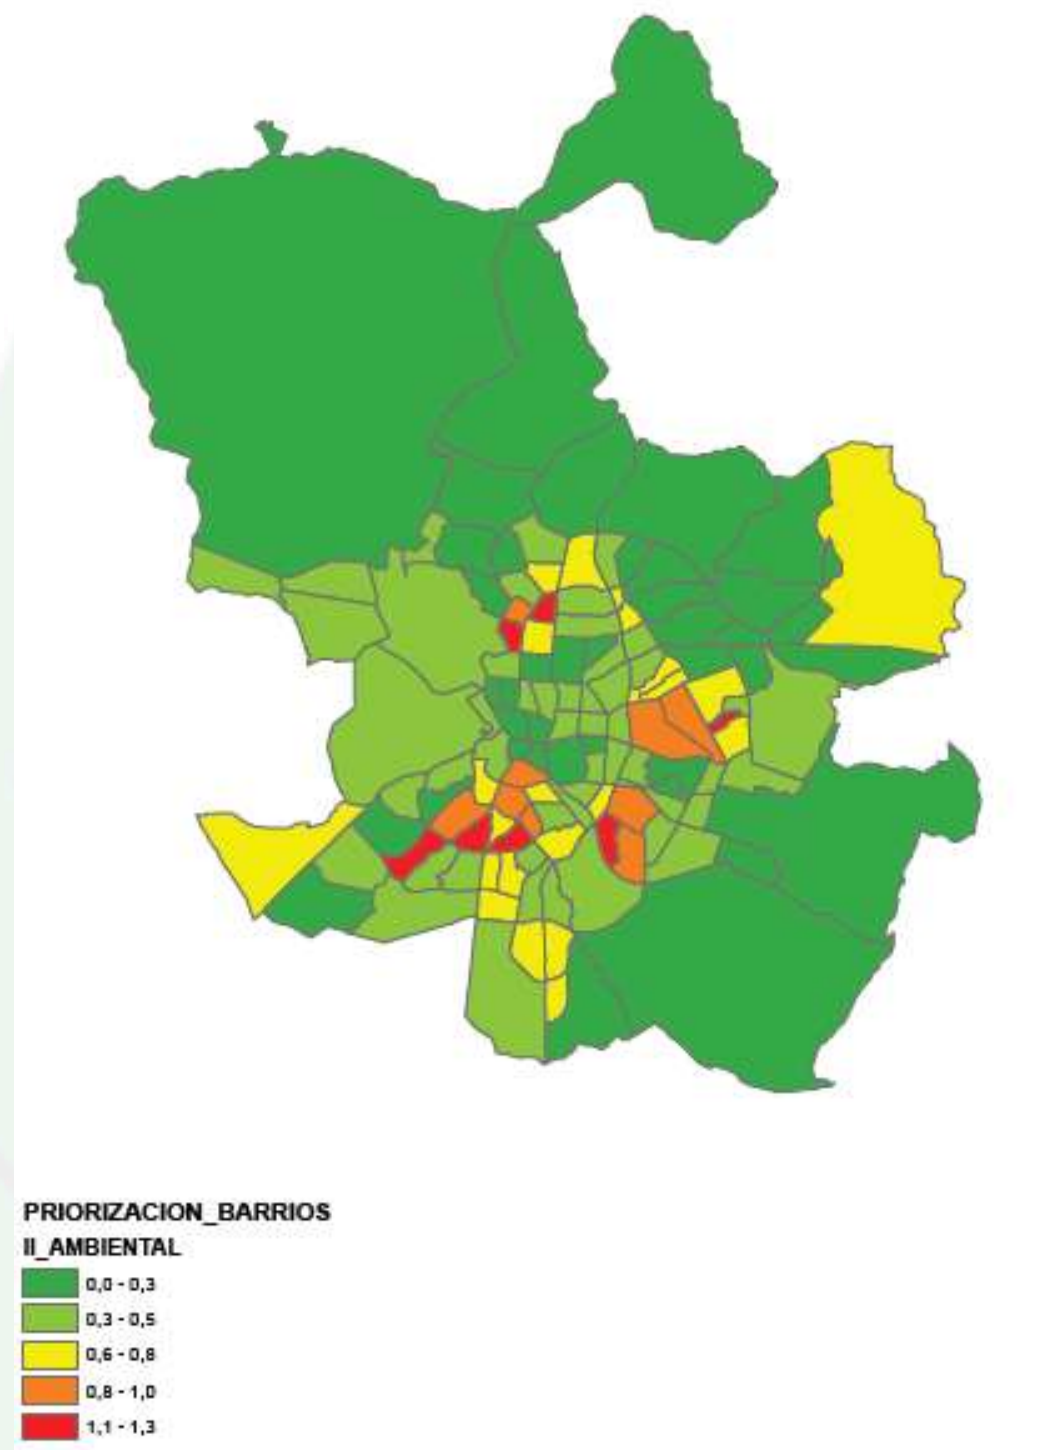 PRIORIZACION_BARRIOS
II_AMBIENTAL
0,0 - 0,3
0,3 - 0,5
0,6 - 0,8
0,8 - 1,0
1,1 - 1,3